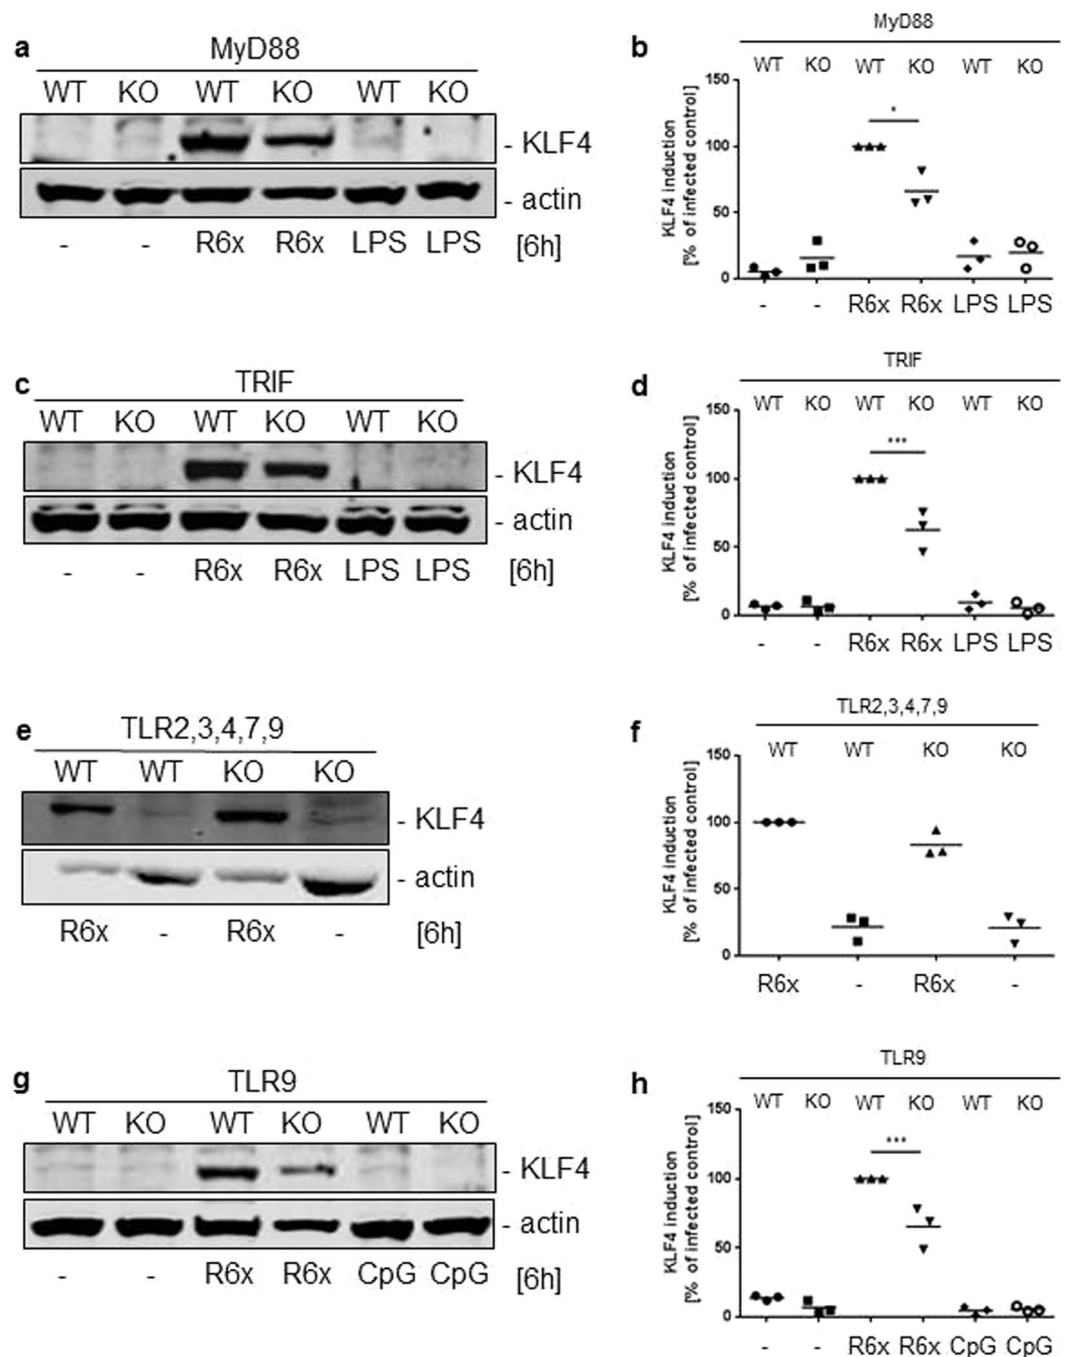 a
MyD88
WT KO WT KO WT KO
- KLF4
- actin
- - R6x R6x LPS LPS [6h]
b
MyD88
WT KO WT KO WT KO
KLF4 induction
[% of infected control]
150
100
50
0
*
- - R6x R6x LPS LPS
c
TRIF
WT KO WT KO WT KO
- KLF4
- actin
- - R6x R6x LPS LPS [6h]
d
TRIF
WT KO WT KO WT KO
KLF4 induction
[% of infected control]
150
100
50
0
***
- - R6x R6x LPS LPS
e
TLR2,3,4,7,9
WT WT KO KO
- KLF4
- actin
R6x - R6x - [6h]
f
TLR2,3,4,7,9
WT WT KO KO
KLF4 induction
[% of infected control]
150
100
50
0
R6x - R6x -
g
TLR9
WT KO WT KO WT KO
- KLF4
- actin
- - R6x R6x CpG CpG [6h]
h
TLR9
WT KO WT KO WT KO
KLF4 induction
[% of infected control]
150
100
50
0
***
- - R6x R6x CpG CpG